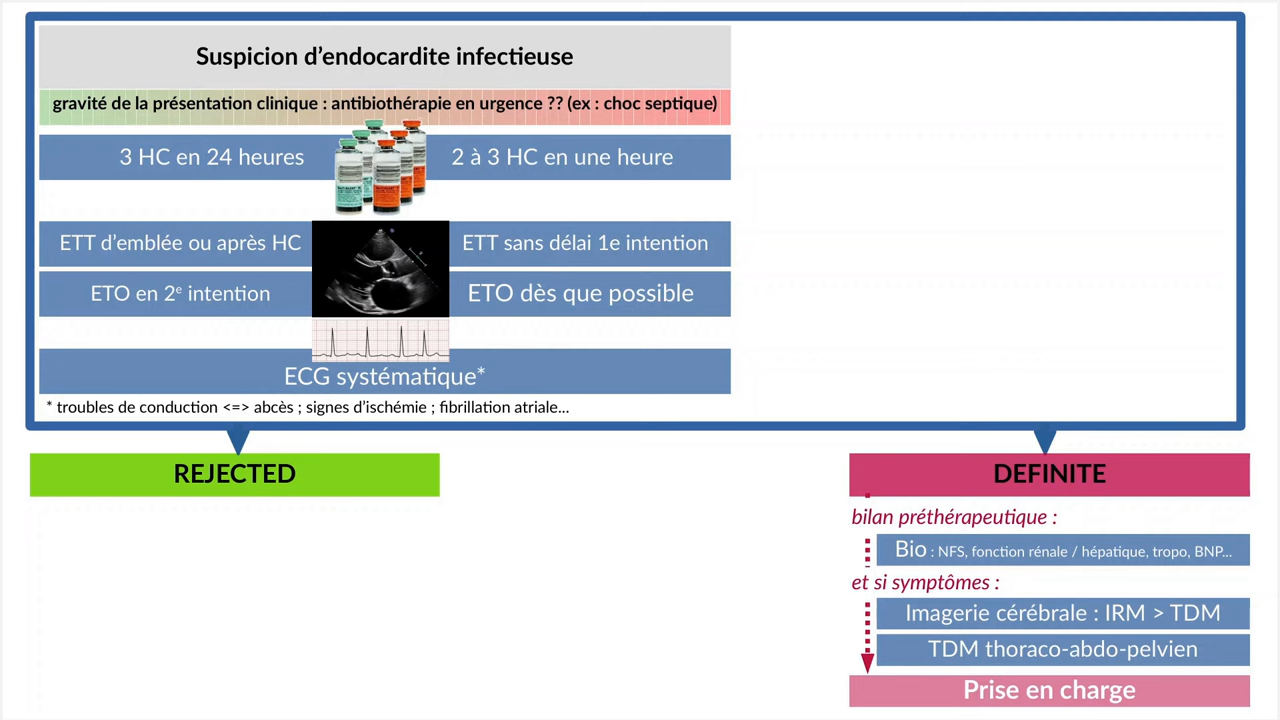 Suspicion d’endocardite infectieuse
gravité de la présentation clinique : antibiothérapie en urgence ?? (ex : choc septique)
3 HC en 24 heures
2 à 3 HC en une heure
ETT d’emblée ou après HC
ETT sans délai 1e intention
ETO en 2e intention
ETO dès que possible
ECG systématique*
* troubles de conduction <=> abcès ; signes d’ischémie ; fibrillation atriale...
REJECTED
DEFINITE
bilan préthérapeutique :
Bio : NFS, fonction rénale / hépatique, tropo, BNP...
et si symptômes :
Imagerie cérébrale : IRM > TDM
TDM thoraco-abdo-pelvien
Prise en charge